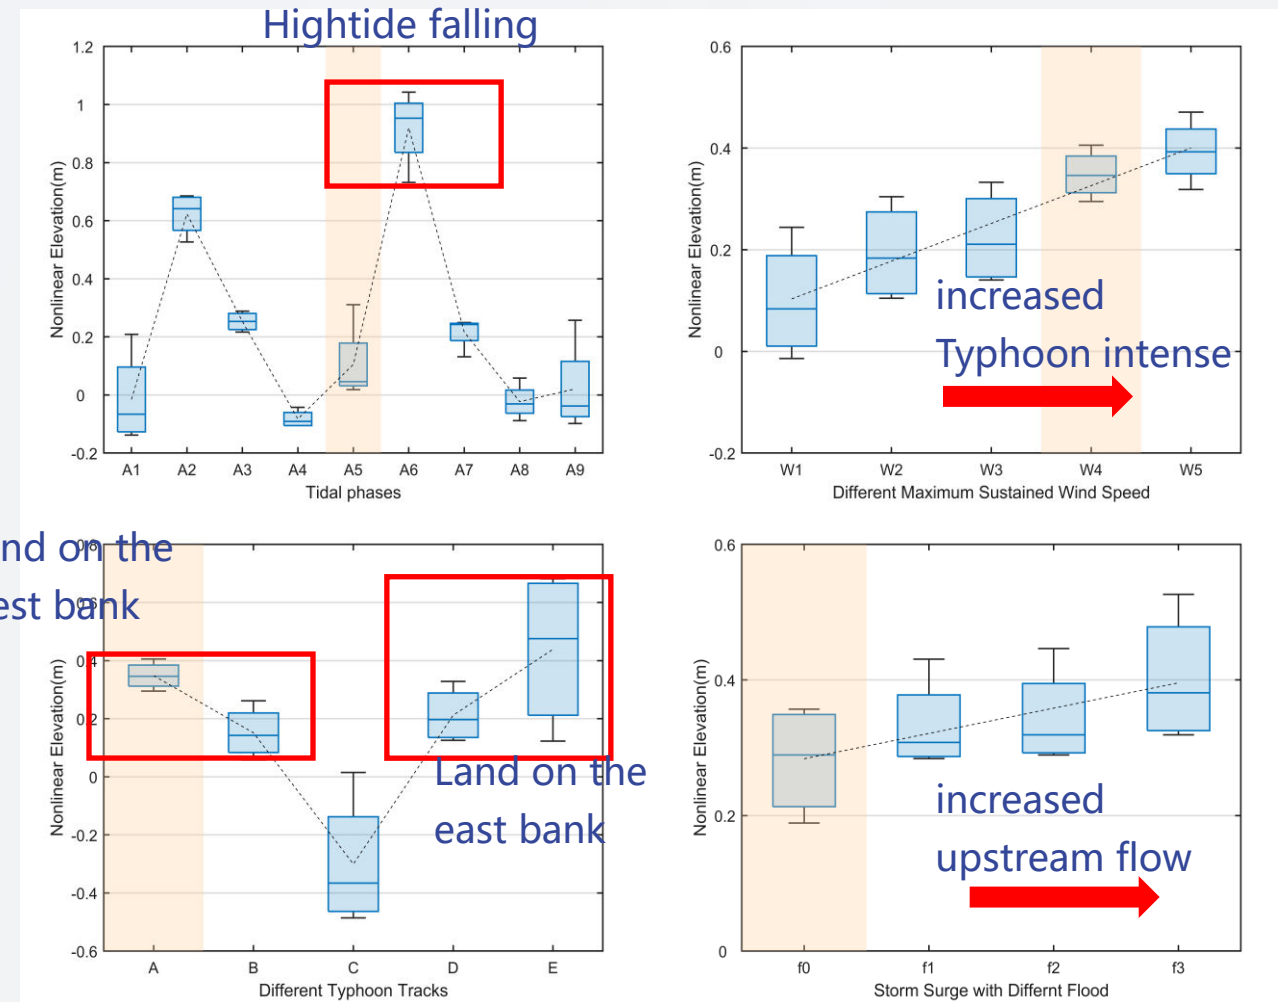 Hightide falling
1.2
1
0.8
0.6
0.4
0.2
0
-0.2
Nonlinear Elevation(m)
A1 A2 A3 A4 A5 A6 A7 A8 A9
Tidal phases
0.6
0.4
0.2
0
-0.2
Nonlinear Elevation(m)
increased
Typhoon intense
W1 W2 W3 W4 W5
Different Maximum Sustained Wind Speed
nd on the
est bank
0.8
0.6
0.4
0.2
0
-0.2
-0.4
-0.6
Nonlinear Elevation(m)
Land on the
east bank
A B C D E
Different Typhoon Tracks
0.6
0.4
0.2
0
Nonlinear Elevation(m)
increased
upstream flow
f0 f1 f2 f3
Storm Surge with Differnt Flood